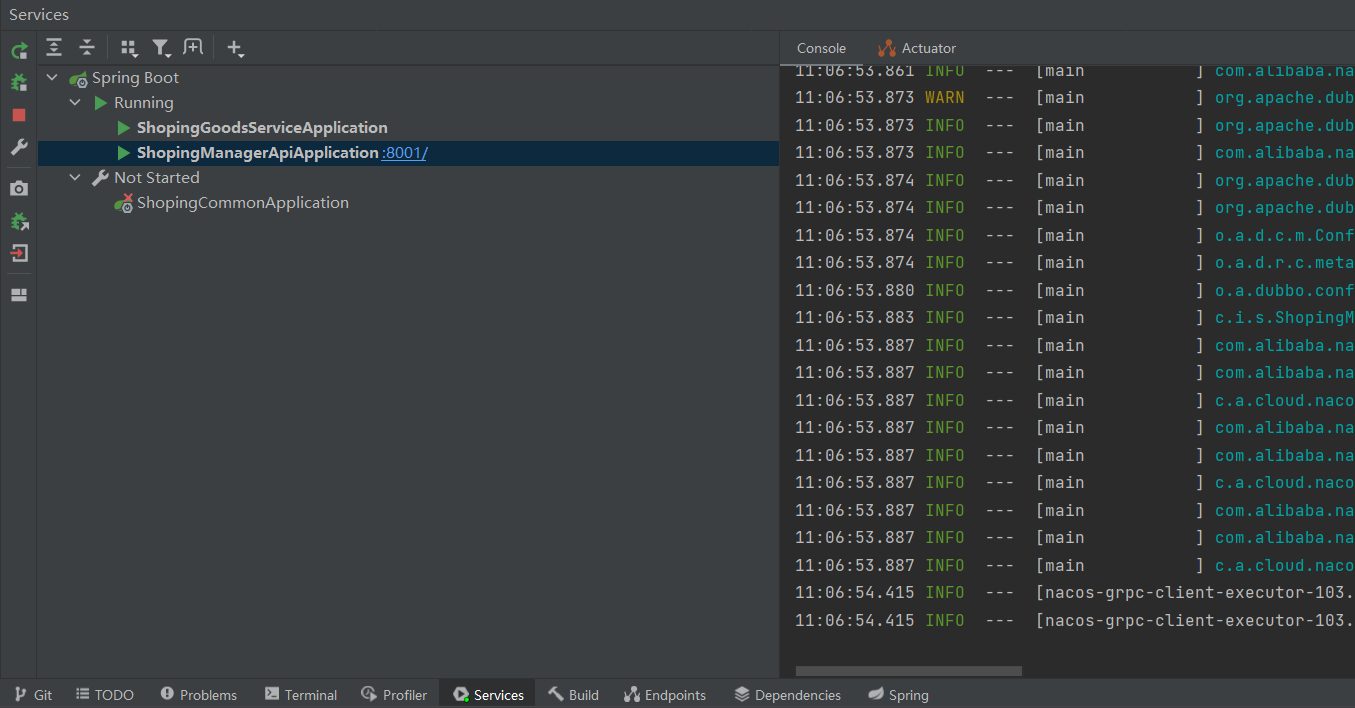 Services
Spring Boot
Running
ShopingGoodsServiceApplication
ShopingManagerApiApplication :8001/
Not Started
ShopingCommonApplication
Console Actuator
11:06:53.861 INFO --- [main ] com.alibaba.na
11:06:53.873 WARN --- [main ] org.apache.dub
11:06:53.873 INFO --- [main ] org.apache.dub
11:06:53.873 INFO --- [main ] com.alibaba.na
11:06:53.874 INFO --- [main ] org.apache.dub
11:06:53.874 INFO --- [main ] org.apache.dub
11:06:53.874 INFO --- [main ] o.a.d.c.m.Conf
11:06:53.874 INFO --- [main ] o.a.d.r.c.meta
11:06:53.880 INFO --- [main ] o.a.dubbo.conf
11:06:53.883 INFO --- [main ] c.i.s.ShopingM
11:06:53.887 INFO --- [main ] com.alibaba.na
11:06:53.887 INFO --- [main ] com.alibaba.na
11:06:53.887 INFO --- [main ] c.a.cloud.naco
11:06:53.887 INFO --- [main ] com.alibaba.na
11:06:53.887 INFO --- [main ] com.alibaba.na
11:06:53.887 INFO --- [main ] c.a.cloud.naco
11:06:53.887 INFO --- [main ] com.alibaba.na
11:06:53.887 INFO --- [main ] com.alibaba.na
11:06:53.887 INFO --- [main ] c.a.cloud.naco
11:06:54.415 INFO --- [nacos-grpc-client-executor-103.
11:06:54.415 INFO --- [nacos-grpc-client-executor-103.
Git TODO Problems Terminal Profiler Services Build Endpoints Dependencies Spring